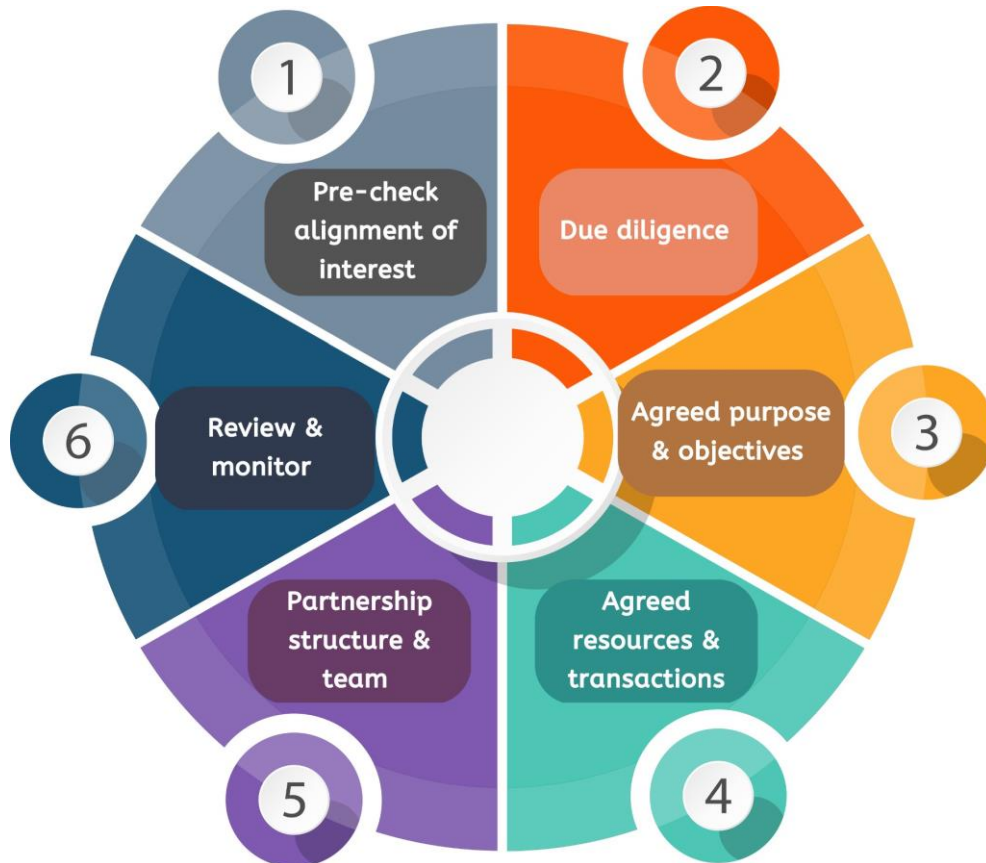 1
Pre-check
alignment of
interest
2
Due diligence
3
Agreed purpose
& objectives
4
Agreed
resources &
transactions
5
Partnership
structure &
team
6
Review &
monitor